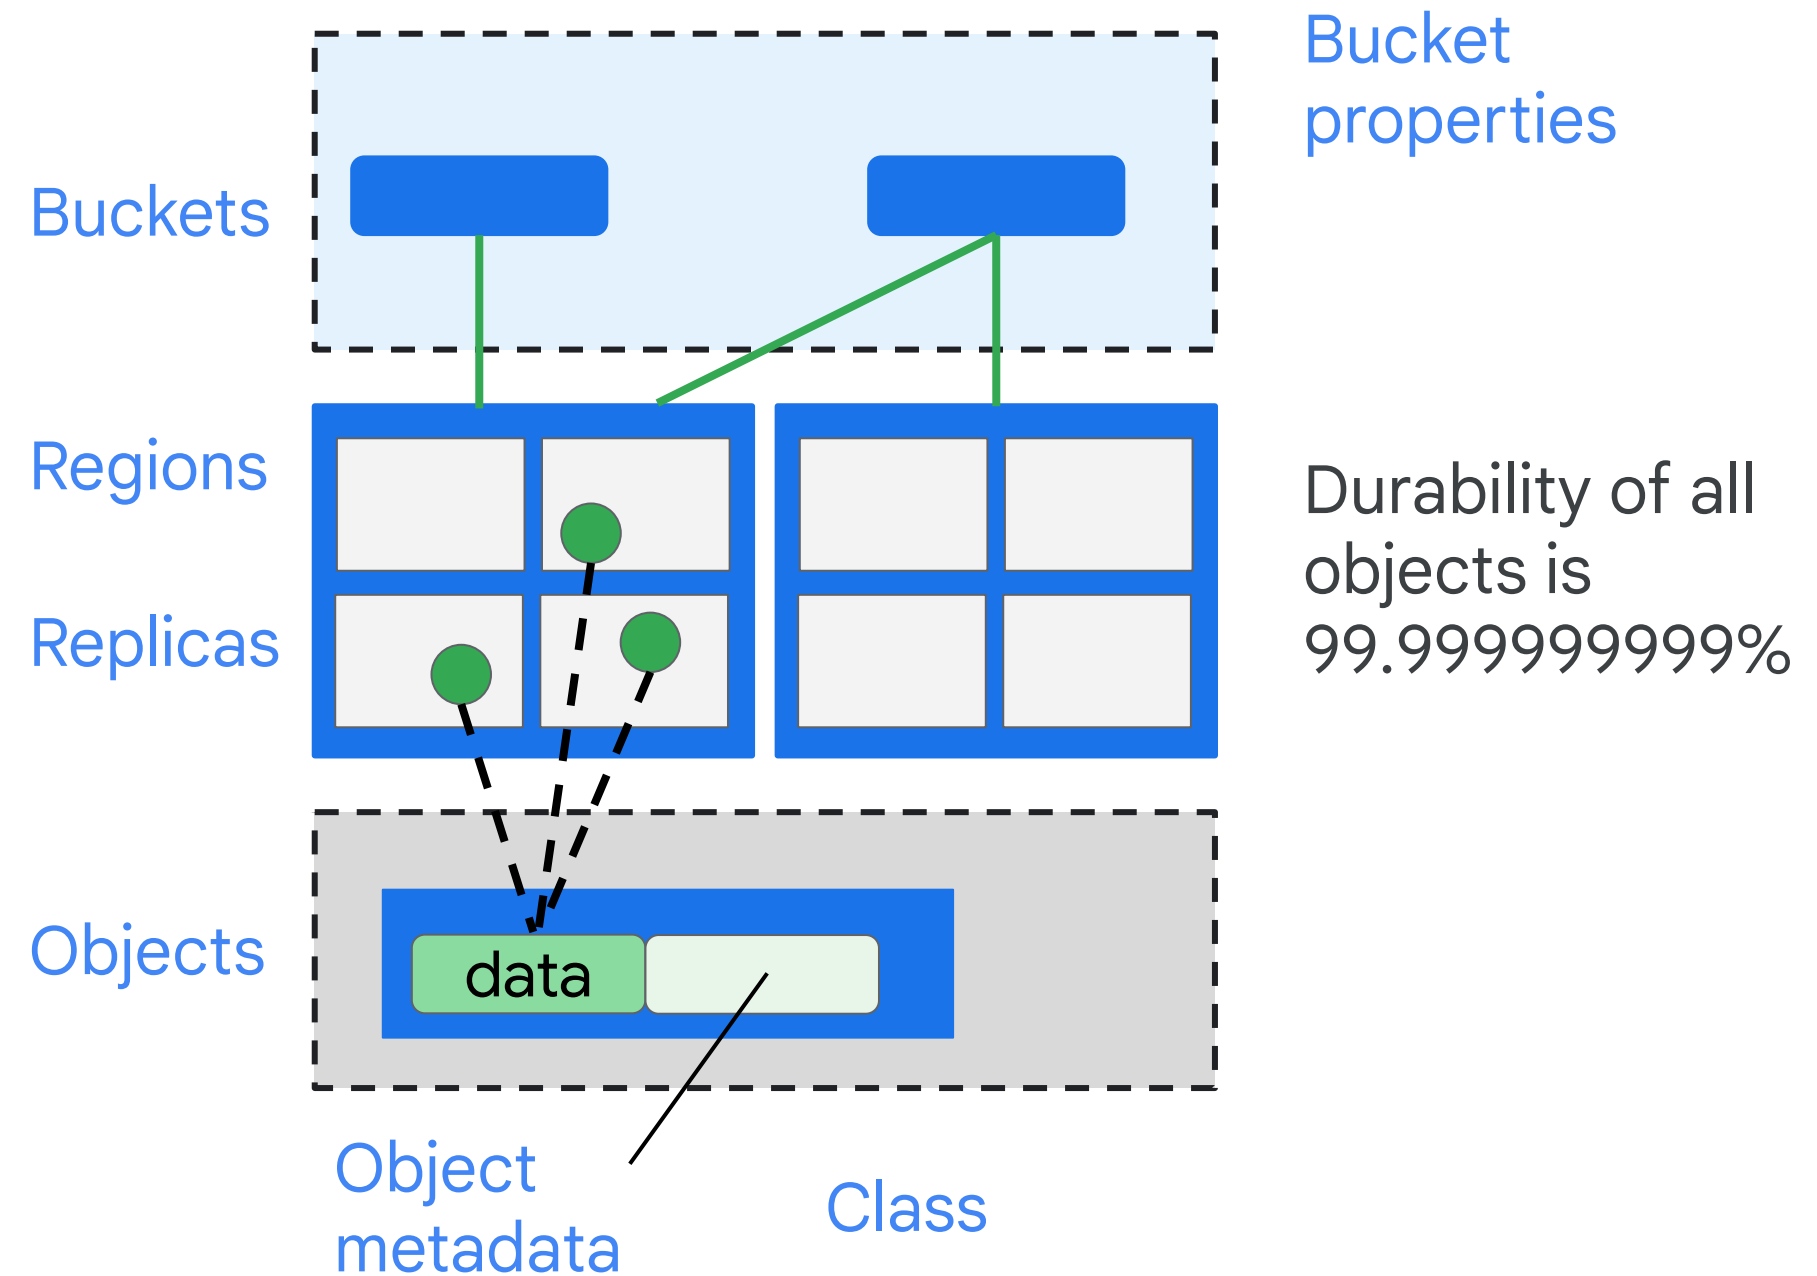 Bucket
properties
Buckets
Regions
Replicas
Durability of all
objects is
99.999999999%
Objects
data
Object
metadata
Class